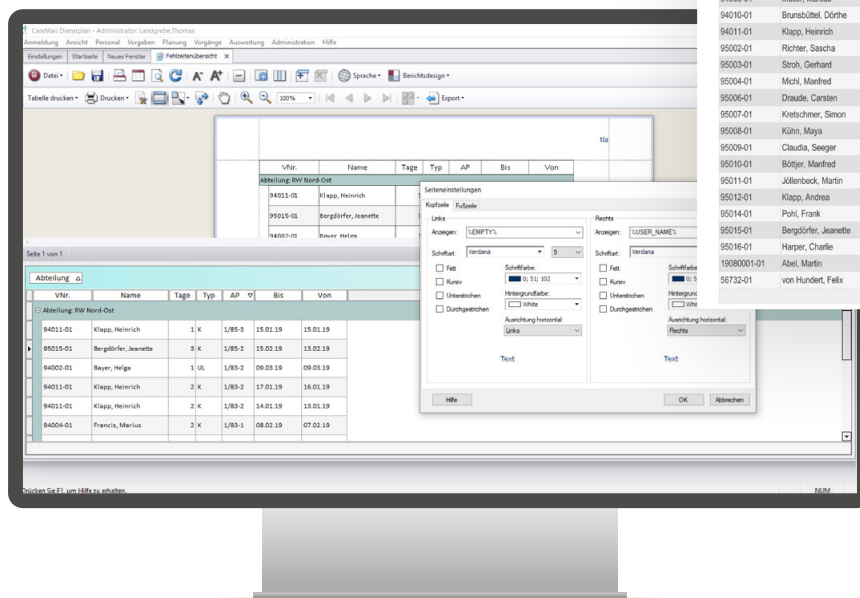 CareMan Dienstplan - Administrator: Landgrebe,Thomas
Anmeldung Ansicht Personal Vorgaben Planung Vorgänge Auswertung Administration Hilfe
Einstellungen Startseite Neues Fenster Fehlzeitenübersicht x
Datei Sprache Berichtsdesign
Tabelle drucken Drucken 100% Export
tla
VNr. Name Tage Typ AP Bis Von
Abteilung: RW Nord-Ost
94011-01 Klapp, Heinrich
95015-01 Bergdörfer, Jeanette
94002-01 Bayer, Helga
Seite 1 von 1
Abteilung
VNr. Name Tage Typ AP Bis Von
Abteilung: RW Nord-Ost
94011-01 Klapp, Heinrich 1 K 1/85-3 15.01.19 15.01.19
95015-01 Bergdörfer, Jeanette 3 K 1/85-2 15.02.19 13.02.19
94002-01 Bayer, Helga 1 UL 1/83-2 09.03.19 09.03.19
94011-01 Klapp, Heinrich 2 K 1/83-2 17.01.19 16.01.19
94011-01 Klapp, Heinrich 2 K 1/83-2 14.01.19 13.01.19
94004-01 Francis, Marius 2 K 1/83-1 08.02.19 07.02.19
Drücken Sie F1, um Hilfe zu erhalten.
NUM
Seiteneinstellungen
Kopfzeile Fußzeile
Links
Anzeigen: %EMPTY%
Schriftart: Verdana
Fett
Kursiv
Unterstrichen
Durchgestrichen
Schriftfarbe:
0; 51; 102
Hintergrundfarbe:
White
Ausrichtung horizontal:
Links
Text
Rechts
Anzeigen: %USER_NAME%
Schriftart: Verdana
Fett
Kursiv
Unterstrichen
Durchgestrichen
Schriftfarbe
0; 5
Hintergrund
Whi
Ausrichtung horizontal:
Rechts
Text
Hilfe OK Abbrechen
94010-01 Brunsbüttel, Dörthe
94011-01 Klapp, Heinrich
95002-01 Richter, Sascha
95003-01 Stroh, Gerhard
95004-01 Michl, Manfred
95006-01 Draude, Carsten
95007-01 Kretschmer, Simon
95008-01 Kühn, Maya
95009-01 Claudia, Seeger
95010-01 Böttjer, Manfred
95011-01 Jöllenbeck, Martin
95012-01 Klapp, Andrea
95014-01 Pohl, Frank
95015-01 Bergdörfer, Jeanette
95016-01 Harper, Charlie
19080001-01 Abel, Martin
56732-01 von Hundert, Felix